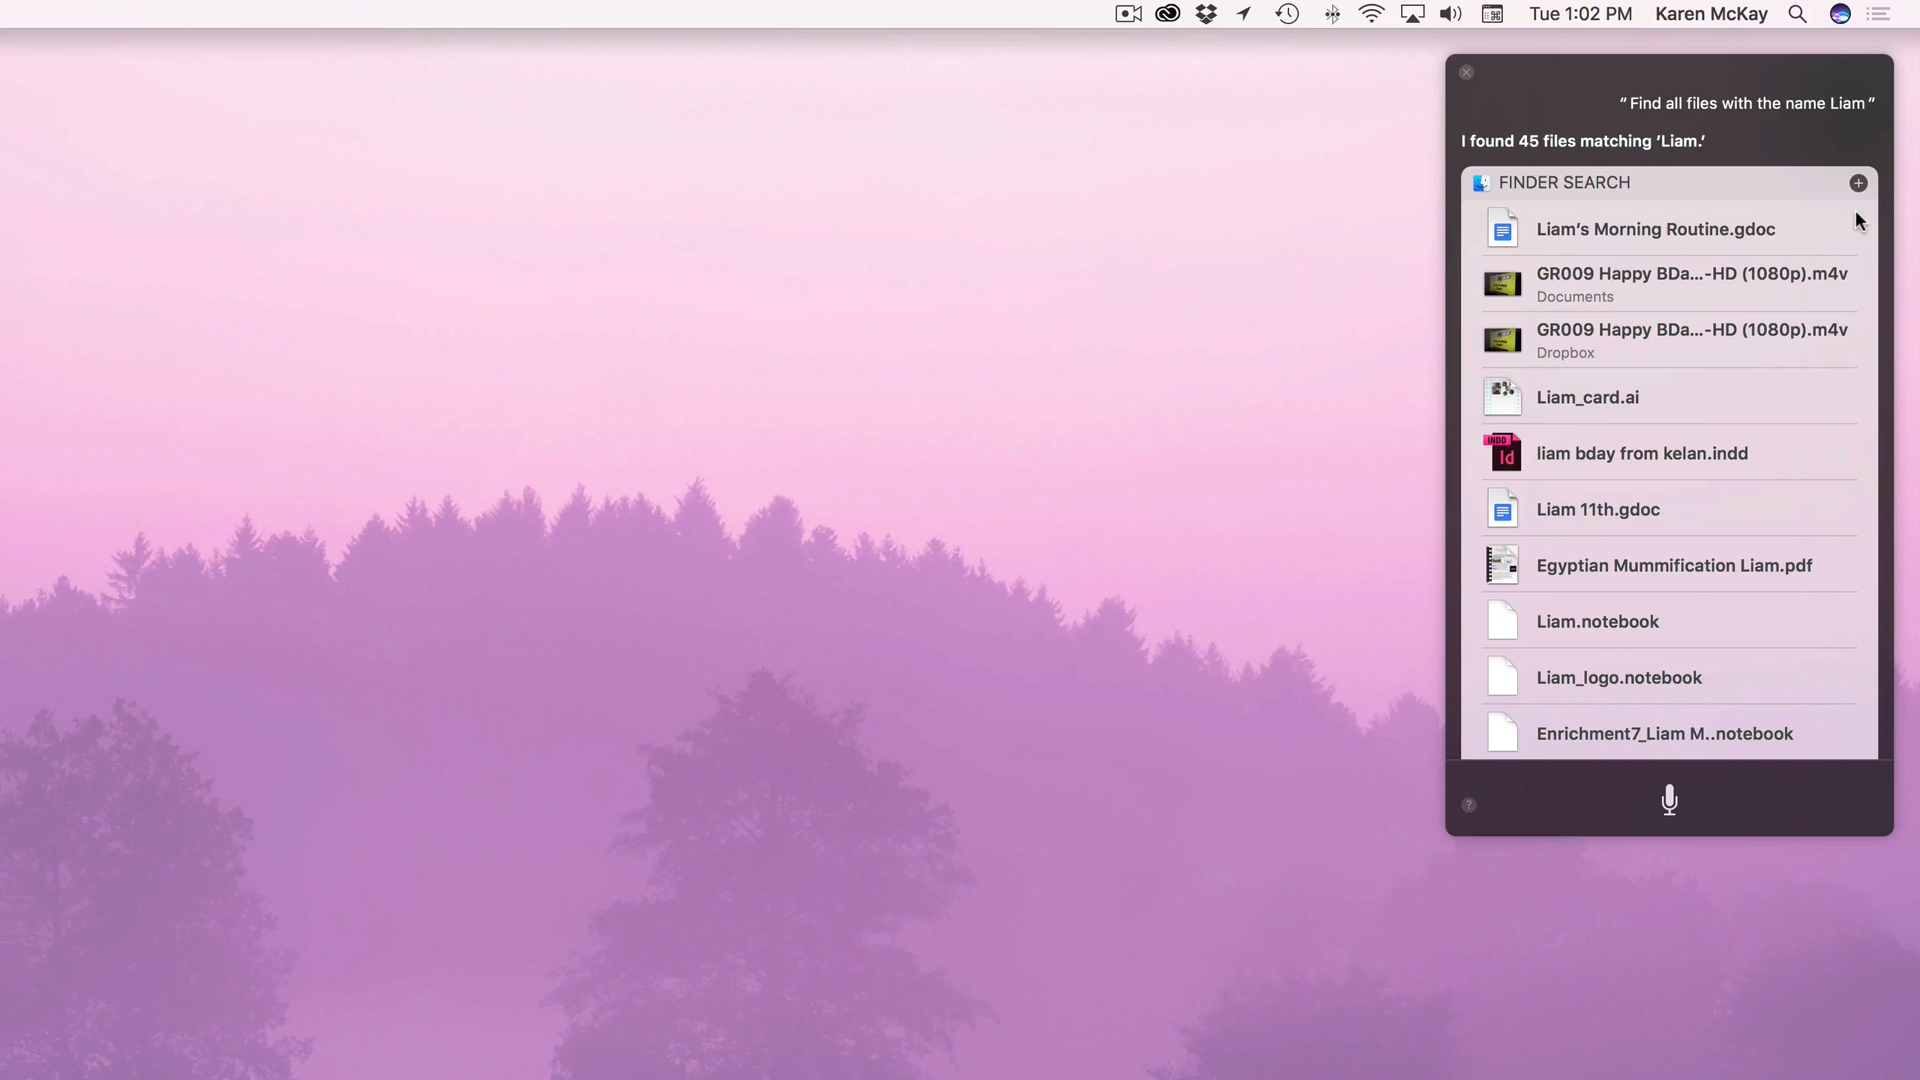 Tue 1:02 PM Karen McKay
“Find all files with the name Liam”
I found 45 files matching ‘Liam.’
FINDER SEARCH
Liam’s Morning Routine.gdoc
GR009 Happy BDa...-HD (1080p).m4v
Documents
GR009 Happy BDa...-HD (1080p).m4v
Dropbox
Liam_card.ai
INDD
Id
liam bday from kelan.indd
Liam 11th.gdoc
Egyptian Mummification Liam.pdf
Liam.notebook
Liam_logo.notebook
Enrichment7_Liam M..notebook
?